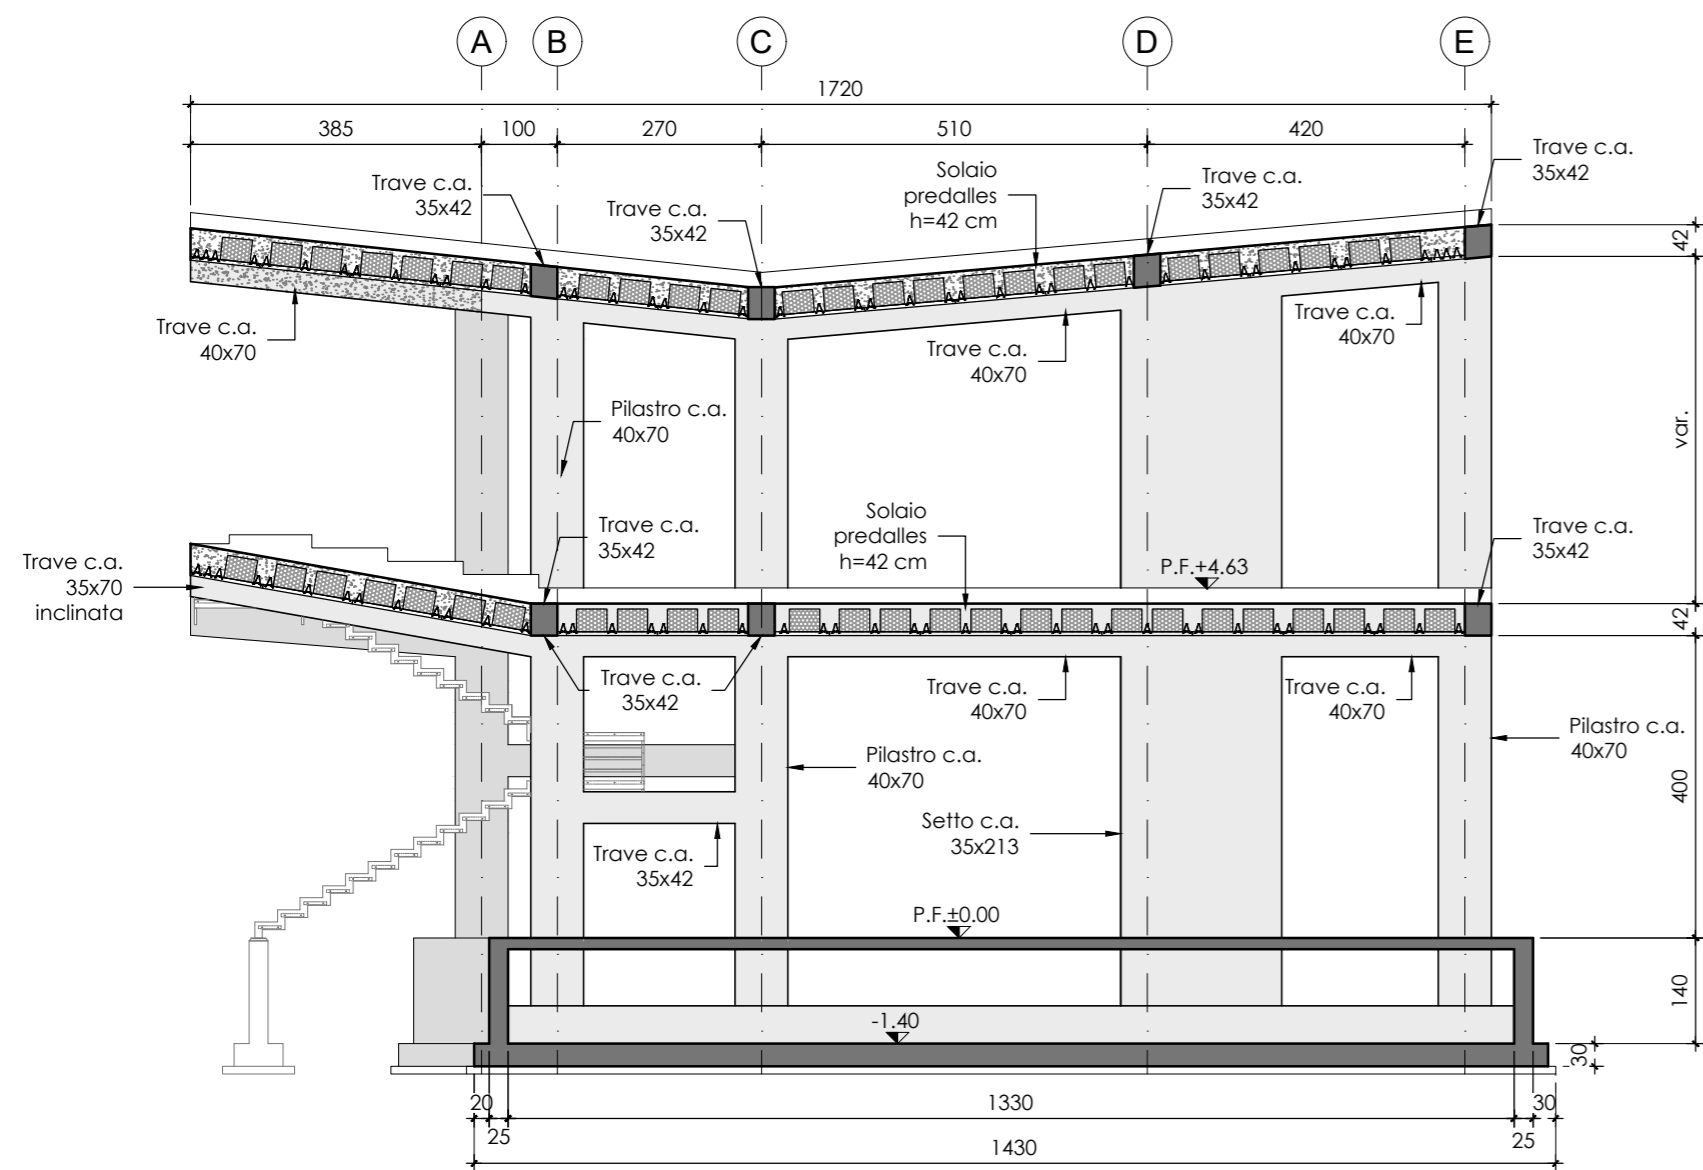 A
B
C
D
E
1720
385
100
270
510
420
Trave c.a.
35x42
Trave c.a.
35x42
Solaio
predalles
h=42 cm
Trave c.a.
35x42
Trave c.a.
35x42
42
Trave c.a.
40x70
Trave c.a.
40x70
Trave c.a.
40x70
Pilastro c.a.
40x70
var.
Trave c.a.
35x70
inclinata
Trave c.a.
35x42
Solaio
predalles
h=42 cm
P.F.+4.63
Trave c.a.
35x42
42
Trave c.a.
35x42
Trave c.a.
40x70
Trave c.a.
40x70
Pilastro c.a.
40x70
Pilastro c.a.
40x70
400
Setto c.a.
35x213
Trave c.a.
35x42
P.F.±0.00
140
-1.40
30
20
1330
30
25
25
1430